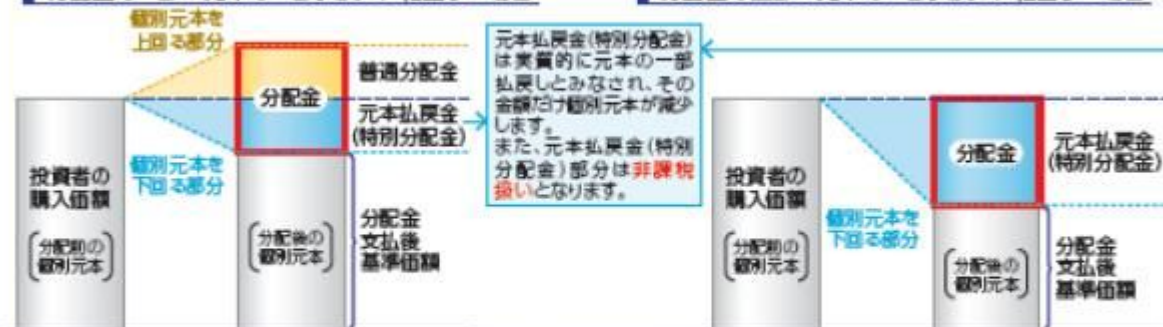 個別元本を
上回る部分
分配金
普通分配金
元本払戻金
(特別分配金)
個別元本を
下回る部分
投資者の
購入価額
(分配前の
個別元本)
(分配後の
個別元本)
分配金
支払後
基準価額
元本払戻金(特別分配金)
は実質的に元本の一部
払戻しとみなされ、その
金額だけ個別元本が減少
します。
また、元本払戻金(特別
分配金)部分は非課税
扱いとなります。
投資者の
購入価額
(分配前の
個別元本)
個別元本を
下回る部分
分配金
元本払戻金
(特別分配金)
(分配後の
個別元本)
分配金
支払後
基準価額